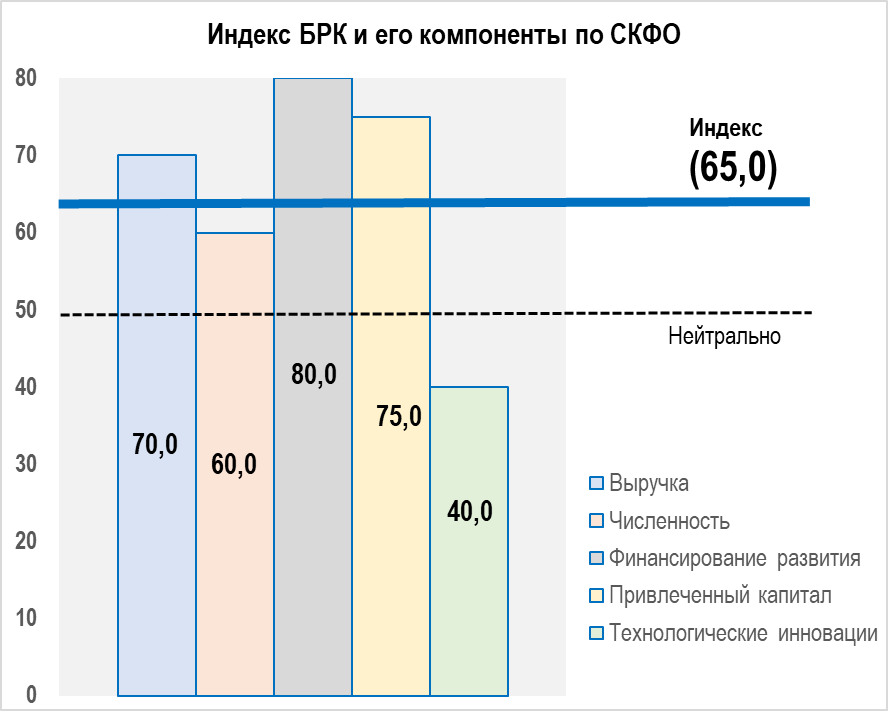 Индекс БРК и его компоненты по СКФО
80
70
60
50
40
30
20
10
0
Индекс
(65,0)
Нейтрально
70,0
60,0
80,0
75,0
40,0
Выручка
Численность
Финансирование развития
Привлеченный капитал
Технологические инновации